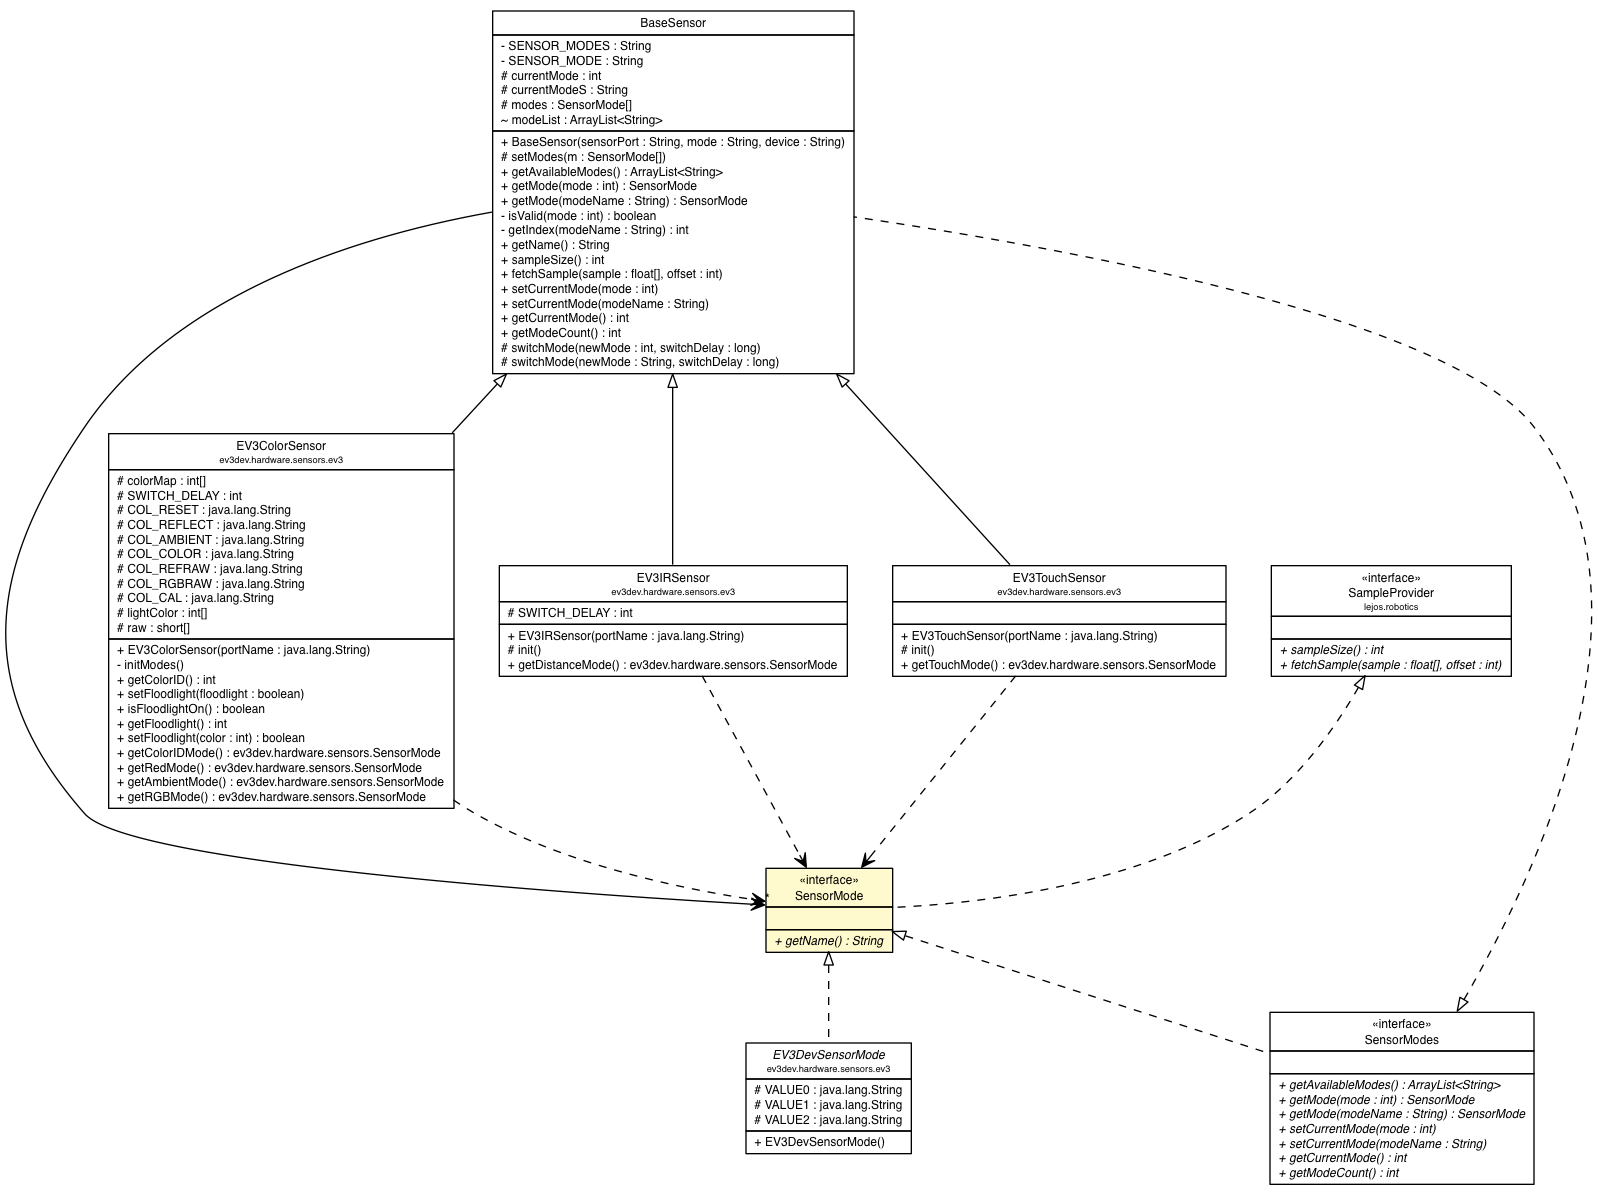 BaseSensor
- SENSOR_MODES : String
- SENSOR_MODE : String
# currentMode : int
# currentModeS : String
# modes : SensorMode[]
~ modeList : ArrayList<String>
+ BaseSensor(sensorPort : String, mode : String, device : String)
# setModes(m : SensorMode[])
+ getAvailableModes() : ArrayList<String>
+ getMode(mode : int) : SensorMode
+ getMode(modeName : String) : SensorMode
- isValid(mode : int) : boolean
- getIndex(modeName : String) : int
+ getName() : String
+ sampleSize() : int
+ fetchSample(sample : float[], offset : int)
+ setCurrentMode(mode : int)
+ setCurrentMode(modeName : String)
+ getCurrentMode() : int
+ getModeCount() : int
# switchMode(newMode : int, switchDelay : long)
# switchMode(newMode : String, switchDelay : long)
EV3ColorSensor
ev3dev.hardware.sensors.ev3
# colorMap : int[]
# SWITCH_DELAY : int
# COL_RESET : java.lang.String
# COL_REFLECT : java.lang.String
# COL_AMBIENT : java.lang.String
# COL_COLOR : java.lang.String
# COL_REFRAW : java.lang.String
# COL_RGBRAW : java.lang.String
# COL_CAL : java.lang.String
# lightColor : int[]
# raw : short[]
+ EV3ColorSensor(portName : java.lang.String)
- initModes()
+ getColorID() : int
+ setFloodlight(floodlight : boolean)
+ isFloodlightOn() : boolean
+ getFloodlight() : int
+ setFloodlight(color : int) : boolean
+ getColorIDMode() : ev3dev.hardware.sensors.SensorMode
+ getRedMode() : ev3dev.hardware.sensors.SensorMode
+ getAmbientMode() : ev3dev.hardware.sensors.SensorMode
+ getRGBMode() : ev3dev.hardware.sensors.SensorMode
EV3IRSensor
ev3dev.hardware.sensors.ev3
# SWITCH_DELAY : int
+ EV3IRSensor(portName : java.lang.String)
# init()
+ getDistanceMode() : ev3dev.hardware.sensors.SensorMode
EV3TouchSensor
ev3dev.hardware.sensors.ev3
+ EV3TouchSensor(portName : java.lang.String)
# init()
+ getTouchMode() : ev3dev.hardware.sensors.SensorMode
«interface»
SampleProvider
lejos.robotics
+ sampleSize() : int
+ fetchSample(sample : float[], offset : int)
*
«interface»
SensorMode
+ getName() : String
EV3DevSensorMode
ev3dev.hardware.sensors.ev3
# VALUE0 : java.lang.String
# VALUE1 : java.lang.String
# VALUE2 : java.lang.String
+ EV3DevSensorMode()
«interface»
SensorModes
+ getAvailableModes() : ArrayList<String>
+ getMode(mode : int) : SensorMode
+ getMode(modeName : String) : SensorMode
+ setCurrentMode(mode : int)
+ setCurrentMode(modeName : String)
+ getCurrentMode() : int
+ getModeCount() : int